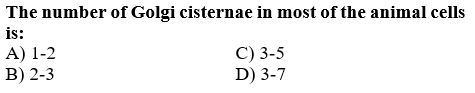 The number of Golgi cisternae in most of the animal cells
is:
A) 1-2 C) 3-5
B) 2-3 D) 3-7